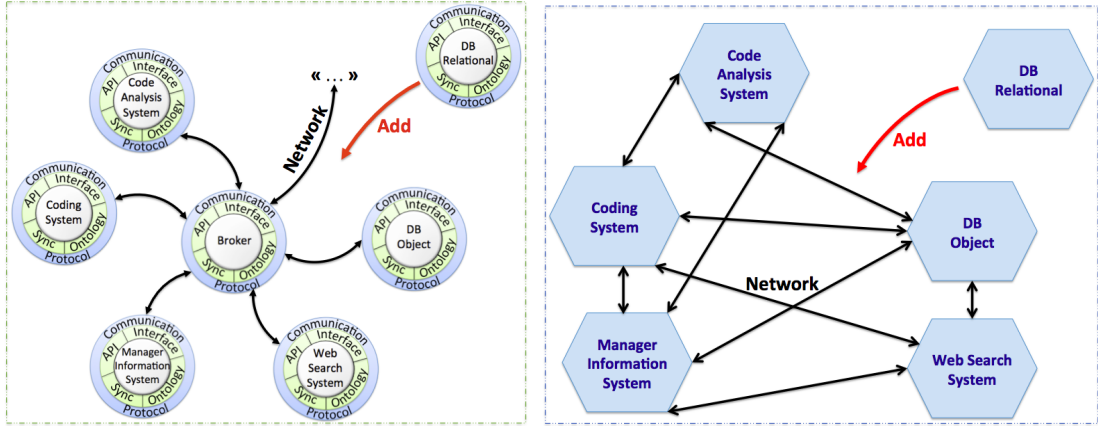 Communication
API
Interface
Code
Analysis
System
Sync
Ontology
Protocol
Communication
API
Interface
DB
Relational
Sync
Ontology
Protocol
« ... »
Network
Add
Communication
API
Interface
Coding
System
Sync
Ontology
Protocol
Communication
API
Interface
Broker
Sync
Ontology
Protocol
Communication
API
Interface
DB
Object
Sync
Ontology
Protocol
Communication
API
Interface
Manager
Information
System
Sync
Ontology
Protocol
Communication
API
Interface
Web
Search
System
Sync
Ontology
Protocol
Code
Analysis
System
DB
Relational
Add
Coding
System
DB
Object
Network
Manager
Information
System
Web Search
System